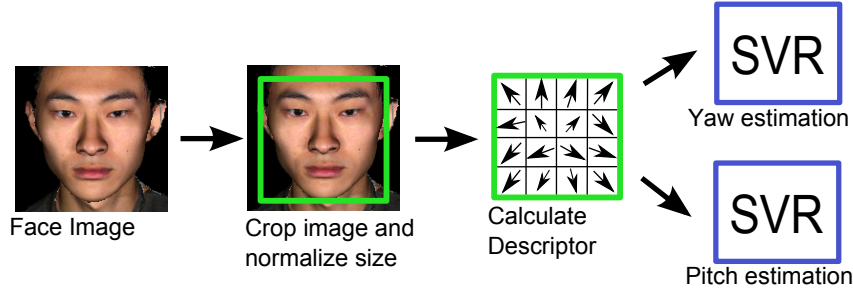 Face Image
Crop image and
normalize size
Calculate
Descriptor
SVR
Yaw estimation
SVR
Pitch estimation